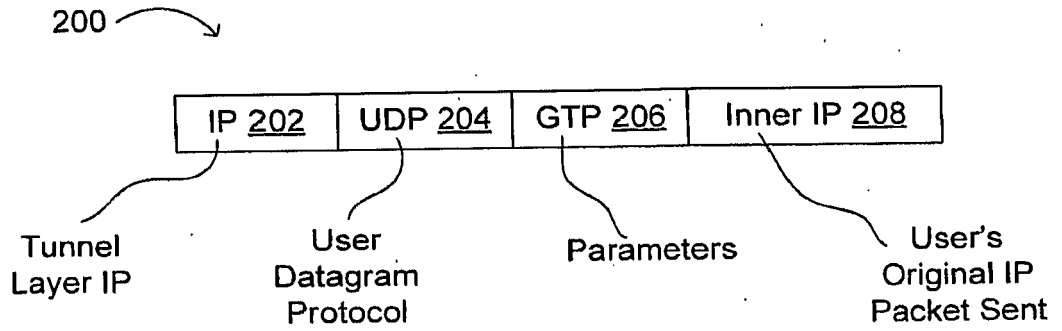 200
IP 202 UDP 204 GTP 206 Inner IP 208
Tunnel
Layer IP
User
Datagram
Protocol
Parameters
User's
Original IP
Packet Sent